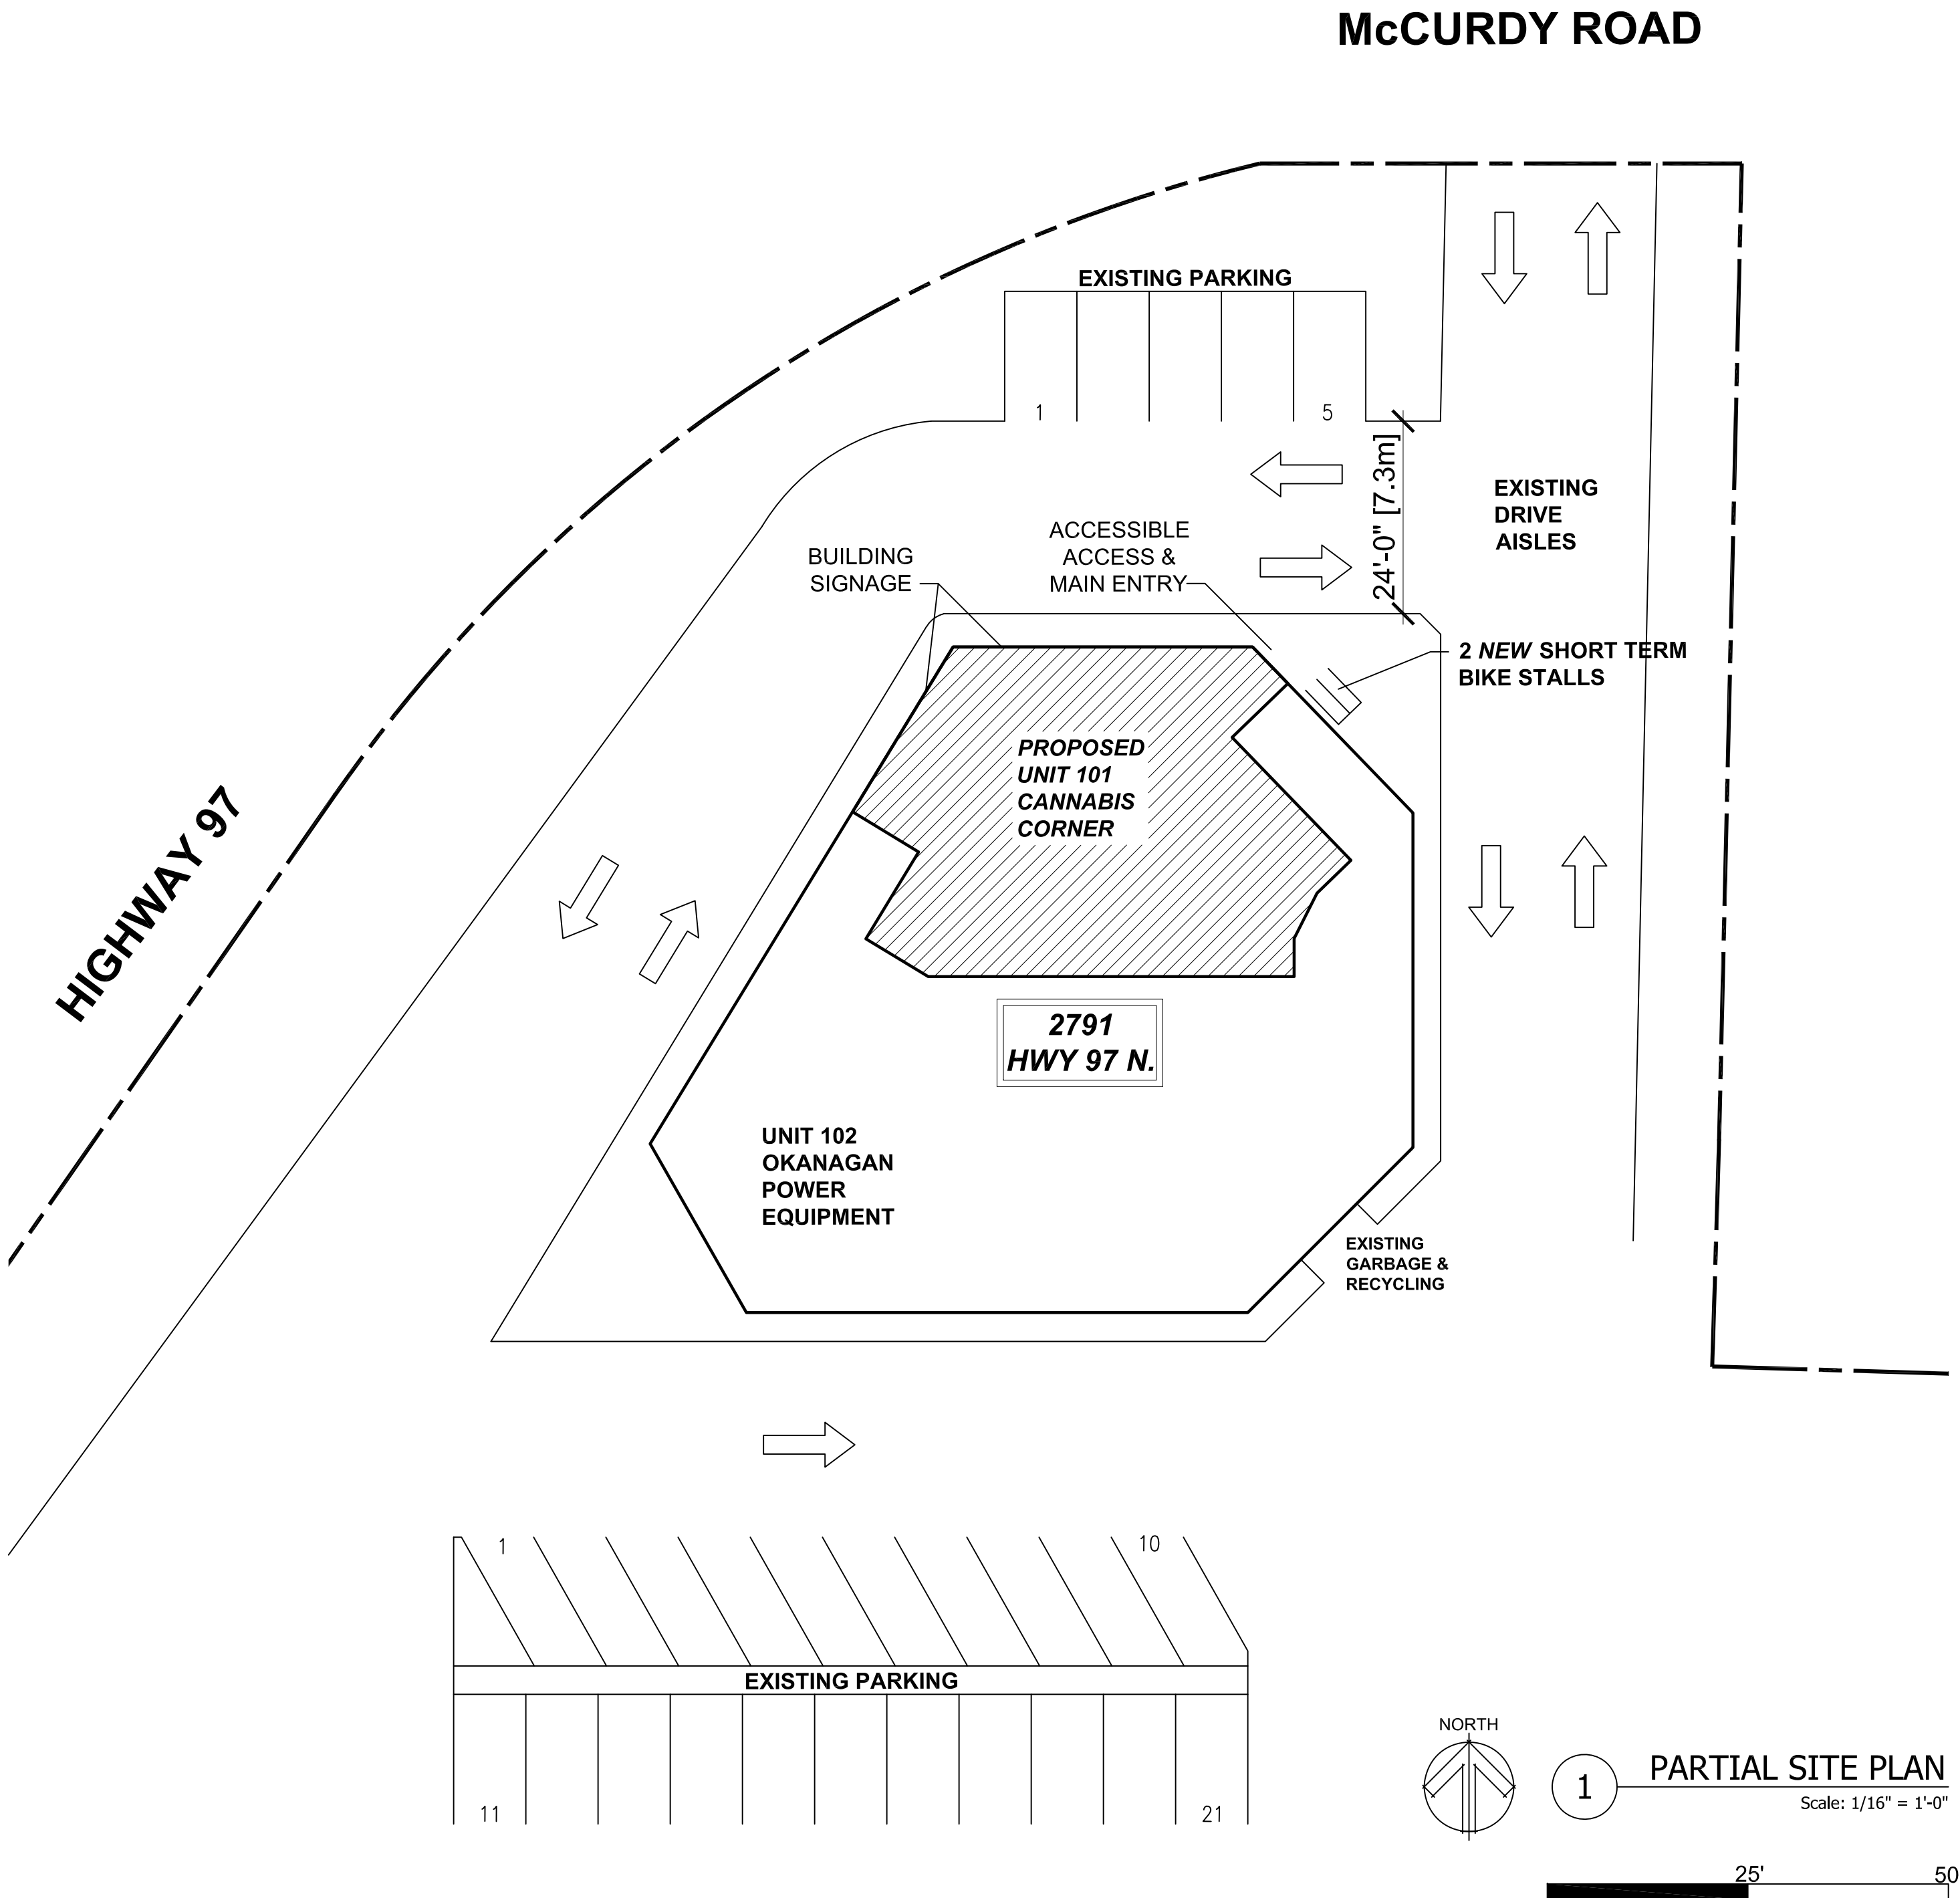 McCURDY ROAD
EXISTING PARKING
1
5
24'-0" [7.3m]
EXISTING
DRIVE
AISLES
BUILDING
SIGNAGE
ACCESSIBLE
ACCESS &
MAIN ENTRY
2 NEW SHORT TERM
BIKE STALLS
PROPOSED
UNIT 101
CANNABIS
CORNER
HIGHWAY 97
2791
HWY 97 N.
UNIT 102
OKANAGAN
POWER
EQUIPMENT
EXISTING
GARBAGE &
RECYCLING
1
10
EXISTING PARKING
11
21
NORTH
1
PARTIAL SITE PLAN
Scale: 1/16" = 1'-0"
25'
50